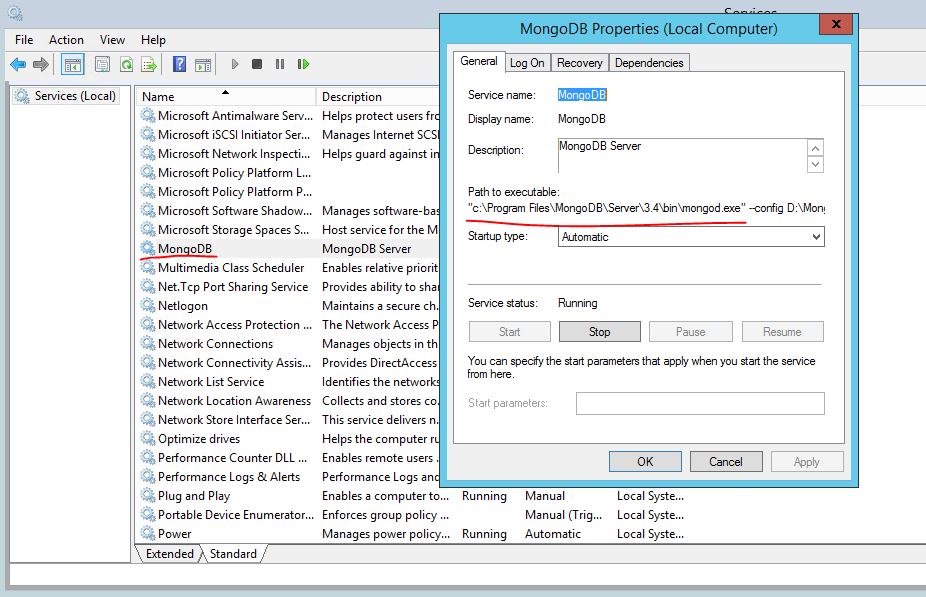 Services
MongoDB Properties (Local Computer)
File Action View Help
General Log On Recovery Dependencies
Services (Local)
Name Description
Microsoft Antimalware Serv... Helps protect users fro
Microsoft iSCSI Initiator Ser... Manages Internet SCSI
Microsoft Network Inspecti... Helps guard against in
Microsoft Policy Platform L...
Microsoft Policy Platform P...
Microsoft Software Shadow... Manages software-bas
Microsoft Storage Spaces S... Host service for the M
MongoDB MongoDB Server
Multimedia Class Scheduler Enables relative priorit
Net.Tcp Port Sharing Service Provides ability to shar
Netlogon Maintains a secure ch
Network Access Protection ... The Network Access P
Network Connections Manages objects in th
Network Connectivity Assis... Provides DirectAccess
Network List Service Identifies the networks
Network Location Awareness Collects and stores co
Network Store Interface Ser... This service delivers n
Optimize drives Helps the computer ru
Performance Counter DLL ... Enables remote users
Performance Logs & Alerts Performance Logs and
Plug and Play Enables a computer to... Running Manual Local Syste...
Portable Device Enumerator... Enforces group policy ... Manual (Trig... Local Syste...
Power Manages power policy... Running Automatic Local Syste...
Extended Standard
Service name: MongoDB
Display name: MongoDB
Description: MongoDB Server
Path to executable:
"c:\Program Files\MongoDB\Server\3.4\bin\mongod.exe" --config D:\Mong
Startup type: Automatic
Service status: Running
Start Stop Pause Resume
You can specify the start parameters that apply when you start the service
from here.
Start parameters:
OK Cancel Apply